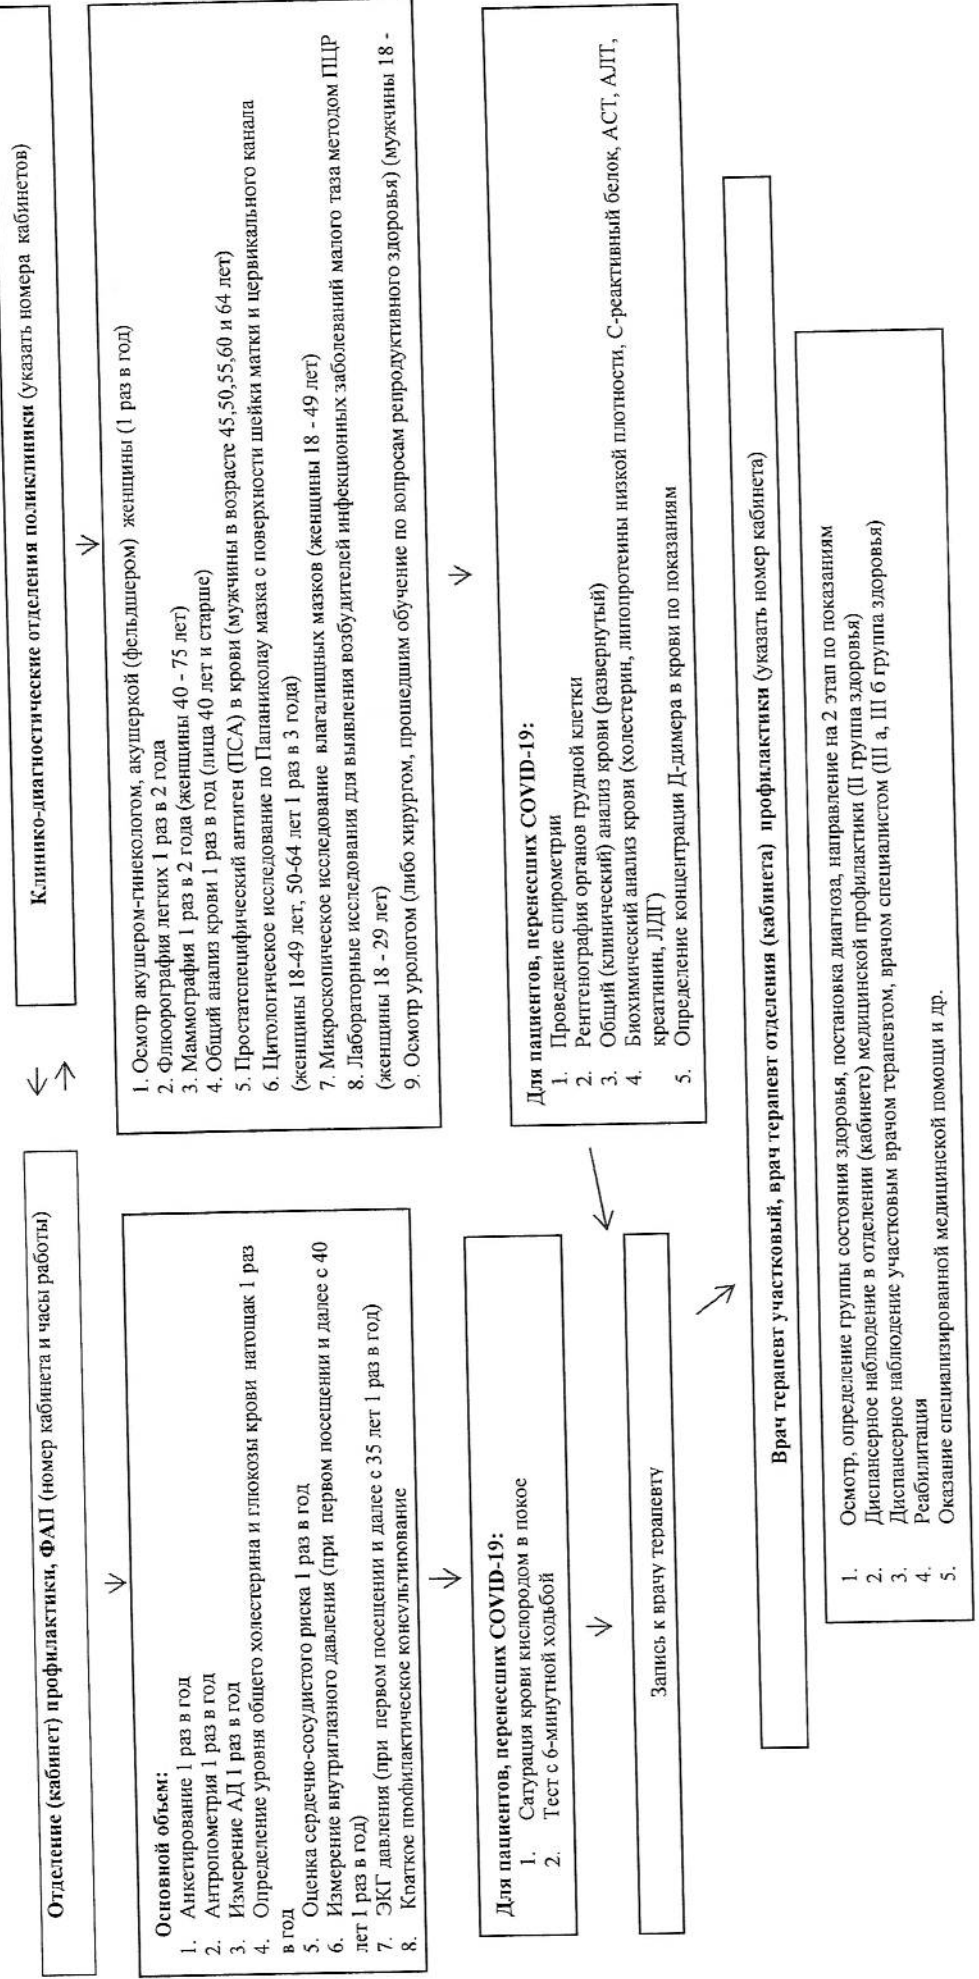 Отделение (кабинет) профилактики, ФАП (номер кабинета и часы работы)
Основной объем:
1. Анкетирование 1 раз в год
2. Антропометрия 1 раз в год
3. Измерение АД 1 раз в год
4. Определение уровня общего холестерина и глюкозы крови натощак 1 раз
в год
5. Оценка сердечно-сосудистого риска 1 раз в год
6. Измерение внутриглазного давления (при первом посещении и далее с 40
лет 1 раз в год)
7. ЭКГ давления (при первом посещении и далее с 35 лет 1 раз в год)
8. Краткое профилактическое консультирование
Для пациентов, перенесших COVID-19:
1. Сатурация крови кислородом в покое
2. Тест с 6-минутной ходьбой
Запись к врачу терапевту
Клинико-диагностические отделения поликлиники (указать номера кабинетов)
1. Осмотр акушером-гинекологом, акушеркой (фельдшером) женщины (1 раз в год)
2. Флюорография легких 1 раз в 2 года
3. Маммография 1 раз в 2 года (женщины 40 - 75 лет)
4. Общий анализ крови 1 раз в год (лица 40 лет и старше)
5. Простатспецифический антиген (ПСА) в крови (мужчины в возрасте 45,50,55,60 и 64 лет)
6. Цитологическое исследование по Папаниколау мазка с поверхности шейки матки и цервикального канала
(женщины 18-49 лет, 50-64 лет 1 раз в 3 года)
7. Микроскопическое исследование влагалищных мазков (женщины 18 - 49 лет)
8. Лабораторные исследования для выявления возбудителей инфекционных заболеваний малого таза методом ПЦР
(женщины 18 - 29 лет)
9. Осмотр урологом (либо хирургом, прошедшим обучение по вопросам репродуктивного здоровья) (мужчины 18 -
Для пациентов, перенесших COVID-19:
1. Проведение спирометрии
2. Рентгенография органов грудной клетки
3. Общий (клинический) анализ крови (развернутый)
4. Биохимический анализ крови (холестерин, липопротеины низкой плотности, С-реактивный белок, АСТ, АЛТ,
креатинин, ЛДГ)
5. Определение концентрации Д-димера в крови по показаниям
Врач терапевт участковый, врач терапевт отделения (кабинета) профилактики (указать номер кабинета)
1. Осмотр, определение группы состояния здоровья, постановка диагноза, направление на 2 этап по показаниям
2. Диспансерное наблюдение в отделении (кабинете) медицинской профилактики (II группа здоровья)
3. Диспансерное наблюдение участковым врачом терапевтом, врачом специалистом (III а, III б группа здоровья)
4. Реабилитация
5. Оказание специализированной медицинской помощи и др.